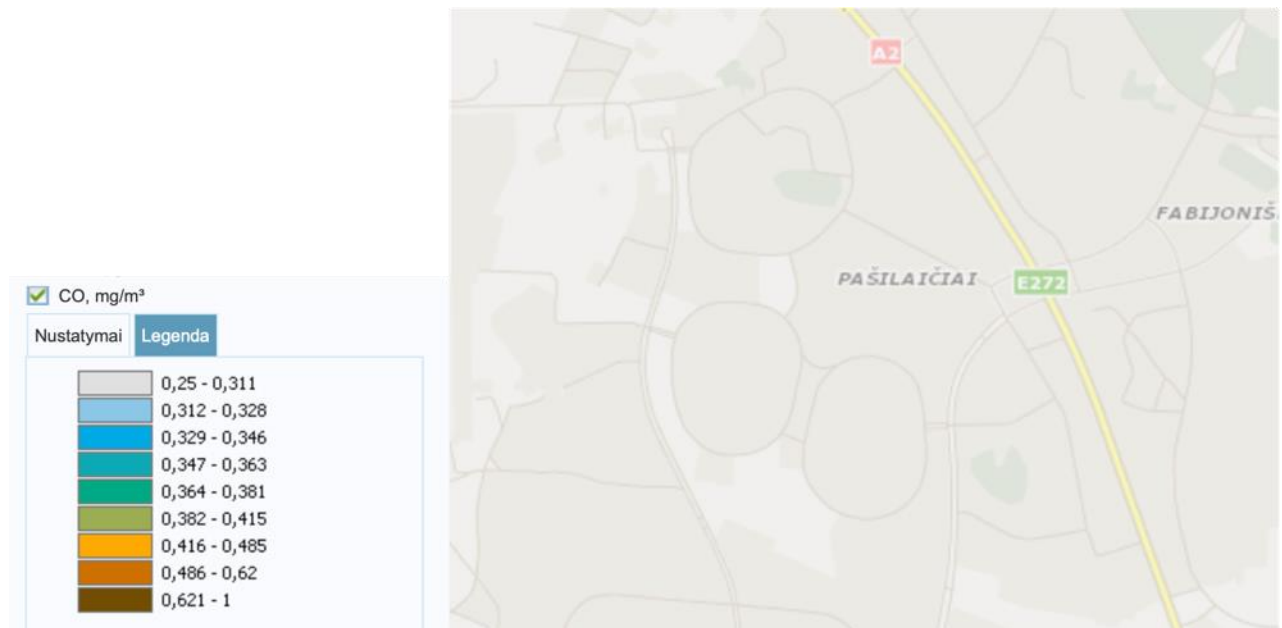 A2
FABIJONIŠ
PAŠILAIČIAI
E272
CO, mg/m³
Nustatymai
Legenda
0,25 - 0,311
0,312 - 0,328
0,329 - 0,346
0,347 - 0,363
0,364 - 0,381
0,382 - 0,415
0,416 - 0,485
0,486 - 0,62
0,621 - 1